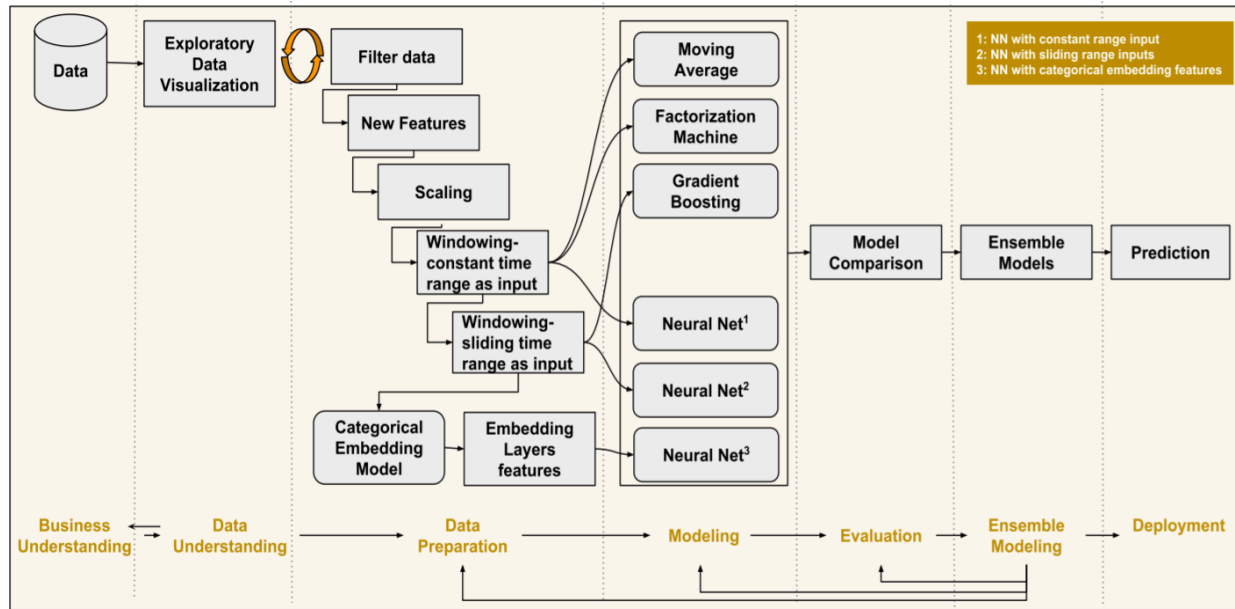 Data
Exploratory
Data
Visualization
Filter data
New Features
Scaling
Windowing-
constant time
range as input
Windowing-
sliding time
range as input
Categorical
Embedding
Model
Embedding
Layers
features
Moving
Average
Factorization
Machine
Gradient
Boosting
Neural Net¹
Neural Net²
Neural Net³
Model
Comparison
Ensemble
Models
Prediction
1: NN with constant range input
2: NN with sliding range inputs
3: NN with categorical embedding features
Business
Understanding
Data
Understanding
Data
Preparation
Modeling
Evaluation
Ensemble
Modeling
Deployment